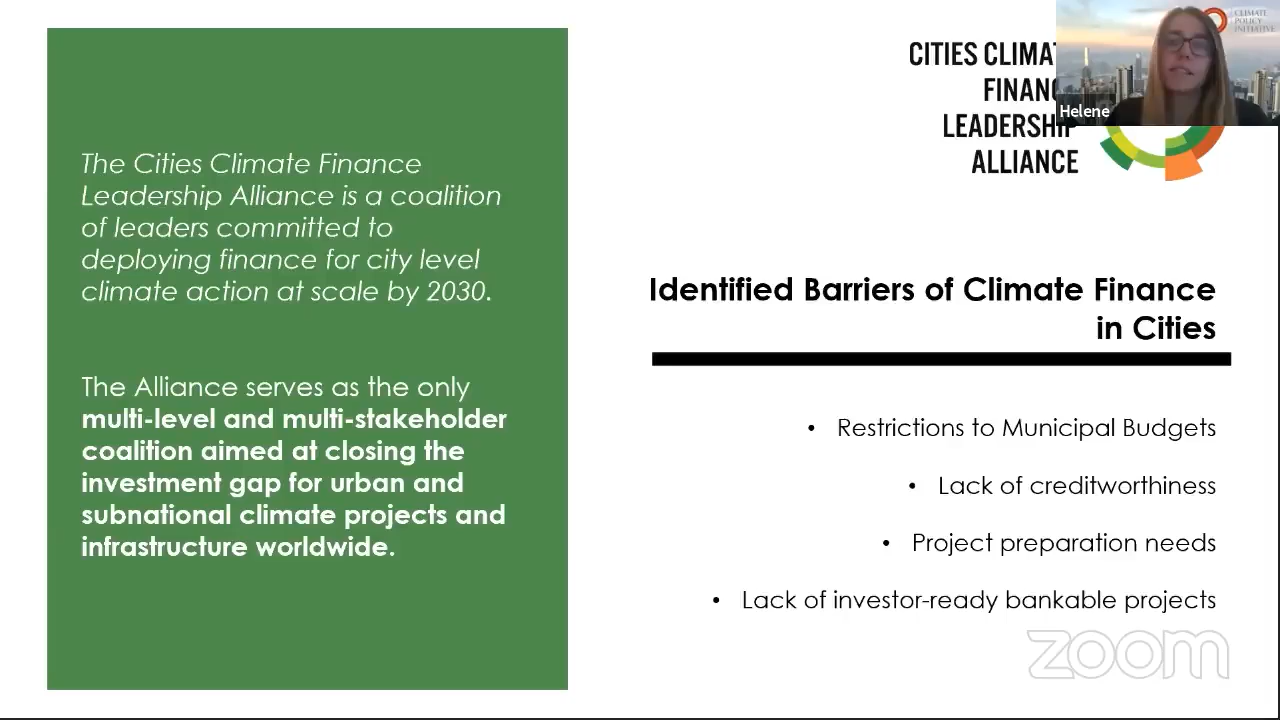 The Cities Climate Finance
Leadership Alliance is a coalition
of leaders committed to
deploying finance for city level
climate action at scale by 2030.
The Alliance serves as the only
multi-level and multi-stakeholder
coalition aimed at closing the
investment gap for urban and
subnational climate projects and
infrastructure worldwide.
CITIES CLIMAT
FINANC
LEADERSHIP
ALLIANCE
CLIMATE
POLICY
INITIATIVE
Helene
Identified Barriers of Climate Finance
in Cities
• Restrictions to Municipal Budgets
• Lack of creditworthiness
• Project preparation needs
• Lack of investor-ready bankable projects
zoom